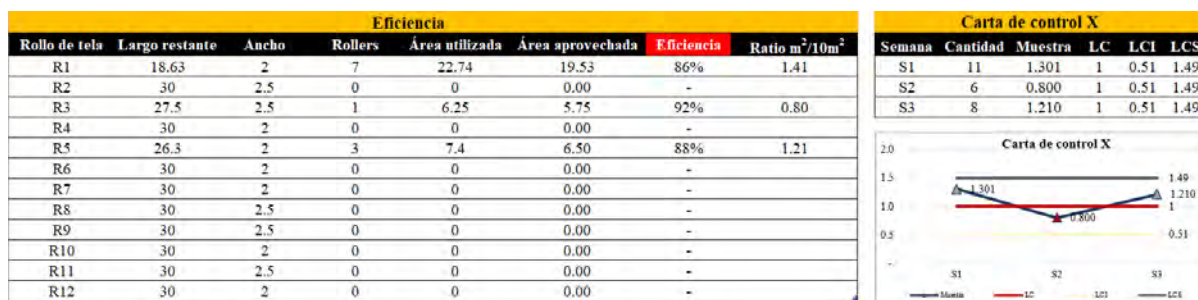 Eficiencia
Rollo de tela Largo restante Ancho Rollers Área utilizada Área aprovechada Eficiencia Ratio m²/10m²
R1 18.63 2 7 22.74 19.53 86% 1.41
R2 30 2.5 0 0 0.00 -
R3 27.5 2.5 1 6.25 5.75 92% 0.80
R4 30 2 0 0 0.00 -
R5 26.3 2 3 7.4 6.50 88% 1.21
R6 30 2 0 0 0.00 -
R7 30 2 0 0 0.00 -
R8 30 2.5 0 0 0.00 -
R9 30 2.5 0 0 0.00 -
R10 30 2 0 0 0.00 -
R11 30 2.5 0 0 0.00 -
R12 30 2 0 0 0.00 -
Carta de control X
Semana Cantidad Muestra LC LCI LCS
S1 11 1.301 1 0.51 1.49
S2 6 0.800 1 0.51 1.49
S3 8 1.210 1 0.51 1.49
Carta de control X
2.0
1.5 1.49
1.301 1.210
1.0 1
0.800
0.5 0.51
-
S1 S2 S3
Muestra LC LCI LCS